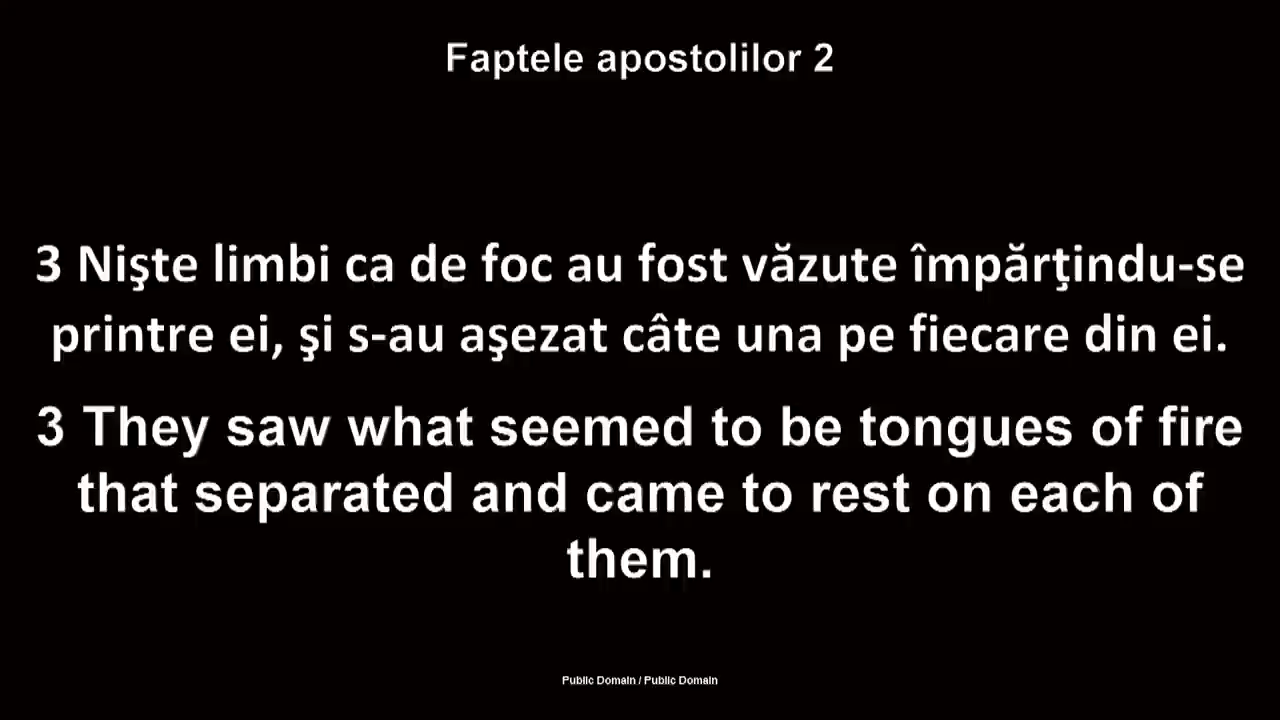 Faptele apostolilor 2
3 Nişte limbi ca de foc au fost văzute împărţindu-se
printre ei, şi s-au aşezat câte una pe fiecare din ei.
3 They saw what seemed to be tongues of fire
that separated and came to rest on each of
them.
Public Domain / Public Domain